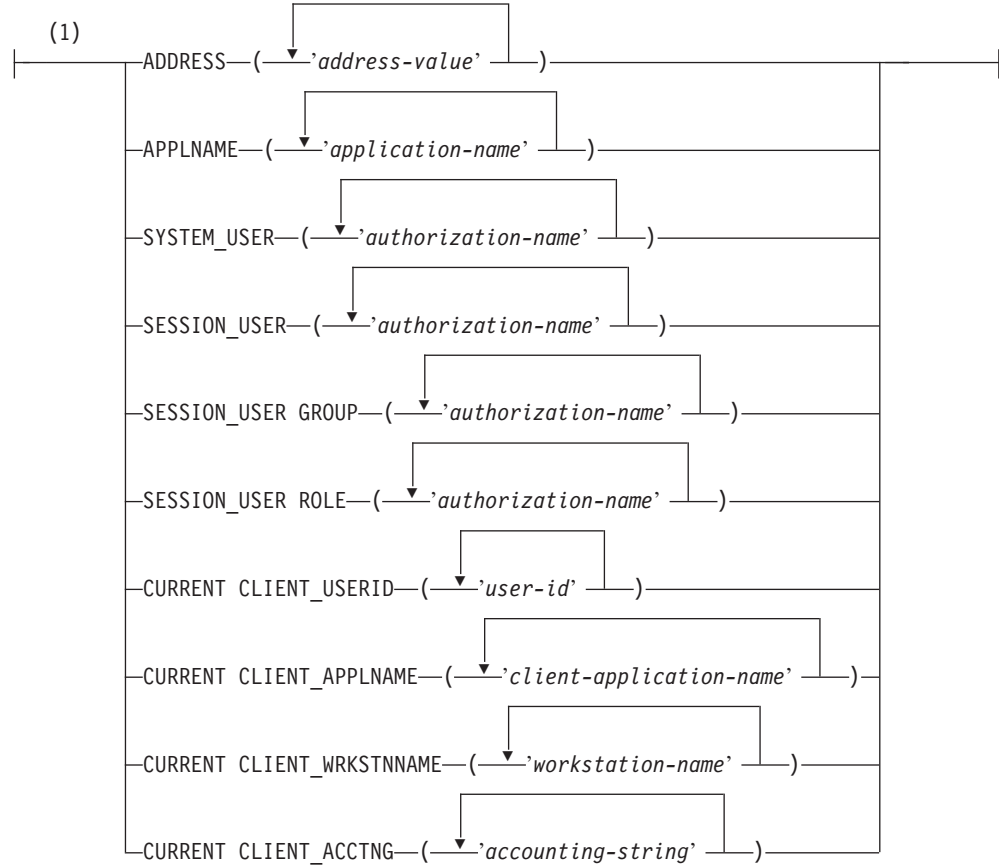 (1)
ADDRESS ( 'address-value' )
APPLNAME ( 'application-name' )
SYSTEM_USER ( 'authorization-name' )
SESSION_USER ( 'authorization-name' )
SESSION_USER GROUP ( 'authorization-name' )
SESSION_USER ROLE ( 'authorization-name' )
CURRENT CLIENT_USERID ( 'user-id' )
CURRENT CLIENT_APPLNAME ( 'client-application-name' )
CURRENT CLIENT_WRKSTNNAME ( 'workstation-name' )
CURRENT CLIENT_ACCTNG ( 'accounting-string' )